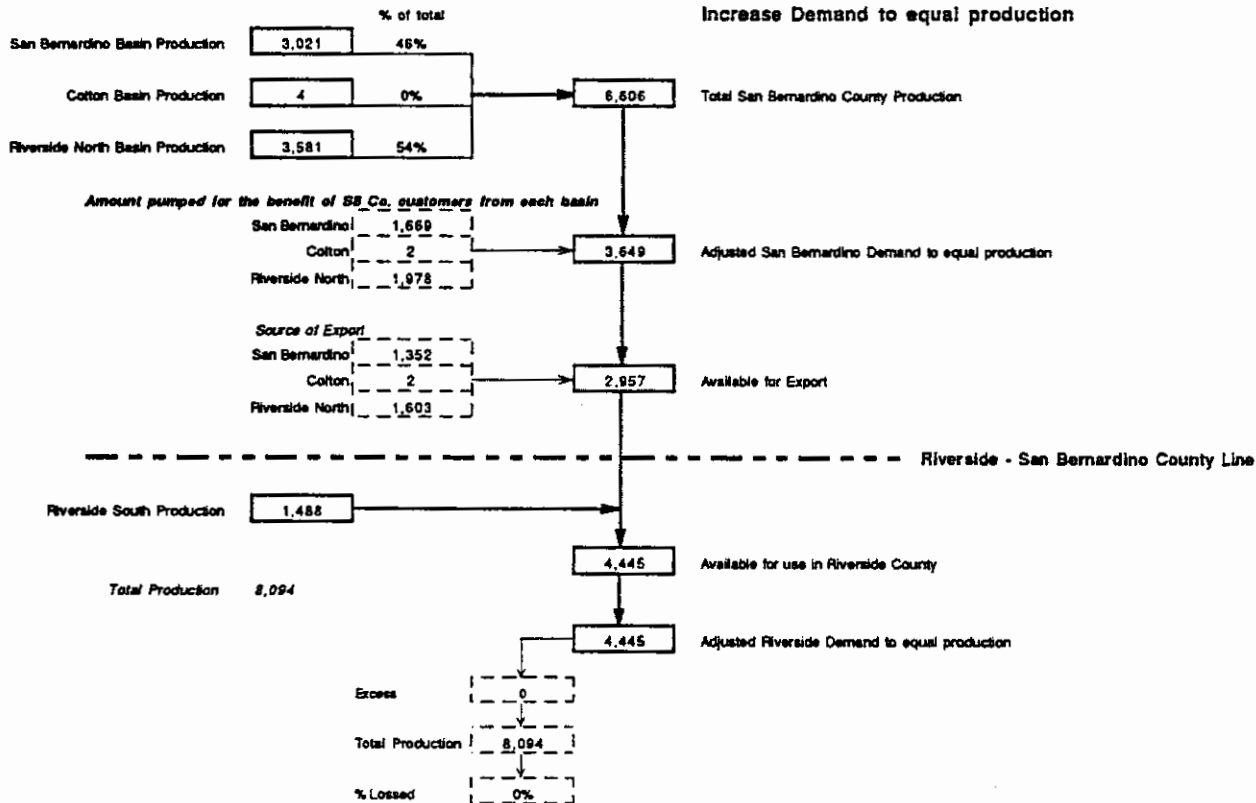 % of total
Increase Demand to equal production
San Bernardino Basin Production 3,021 46%
Colton Basin Production 4 0% 6,606 Total San Bernardino County Production
Riverside North Basin Production 3,581 54%
Amount pumped for the benefit of SB Co. customers from each basin
San Bernardino 1,669
Colton 2 3,649 Adjusted San Bernardino Demand to equal production
Riverside North 1,978
Source of Export
San Bernardino 1,352
Colton 2 2,957 Available for Export
Riverside North 1,603
Riverside - San Bernardino County Line
Riverside South Production 1,488
4,445 Available for use in Riverside County
Total Production 8,094
4,445 Adjusted Riverside Demand to equal production
Excess 0
Total Production 8,094
% Lossed 0%